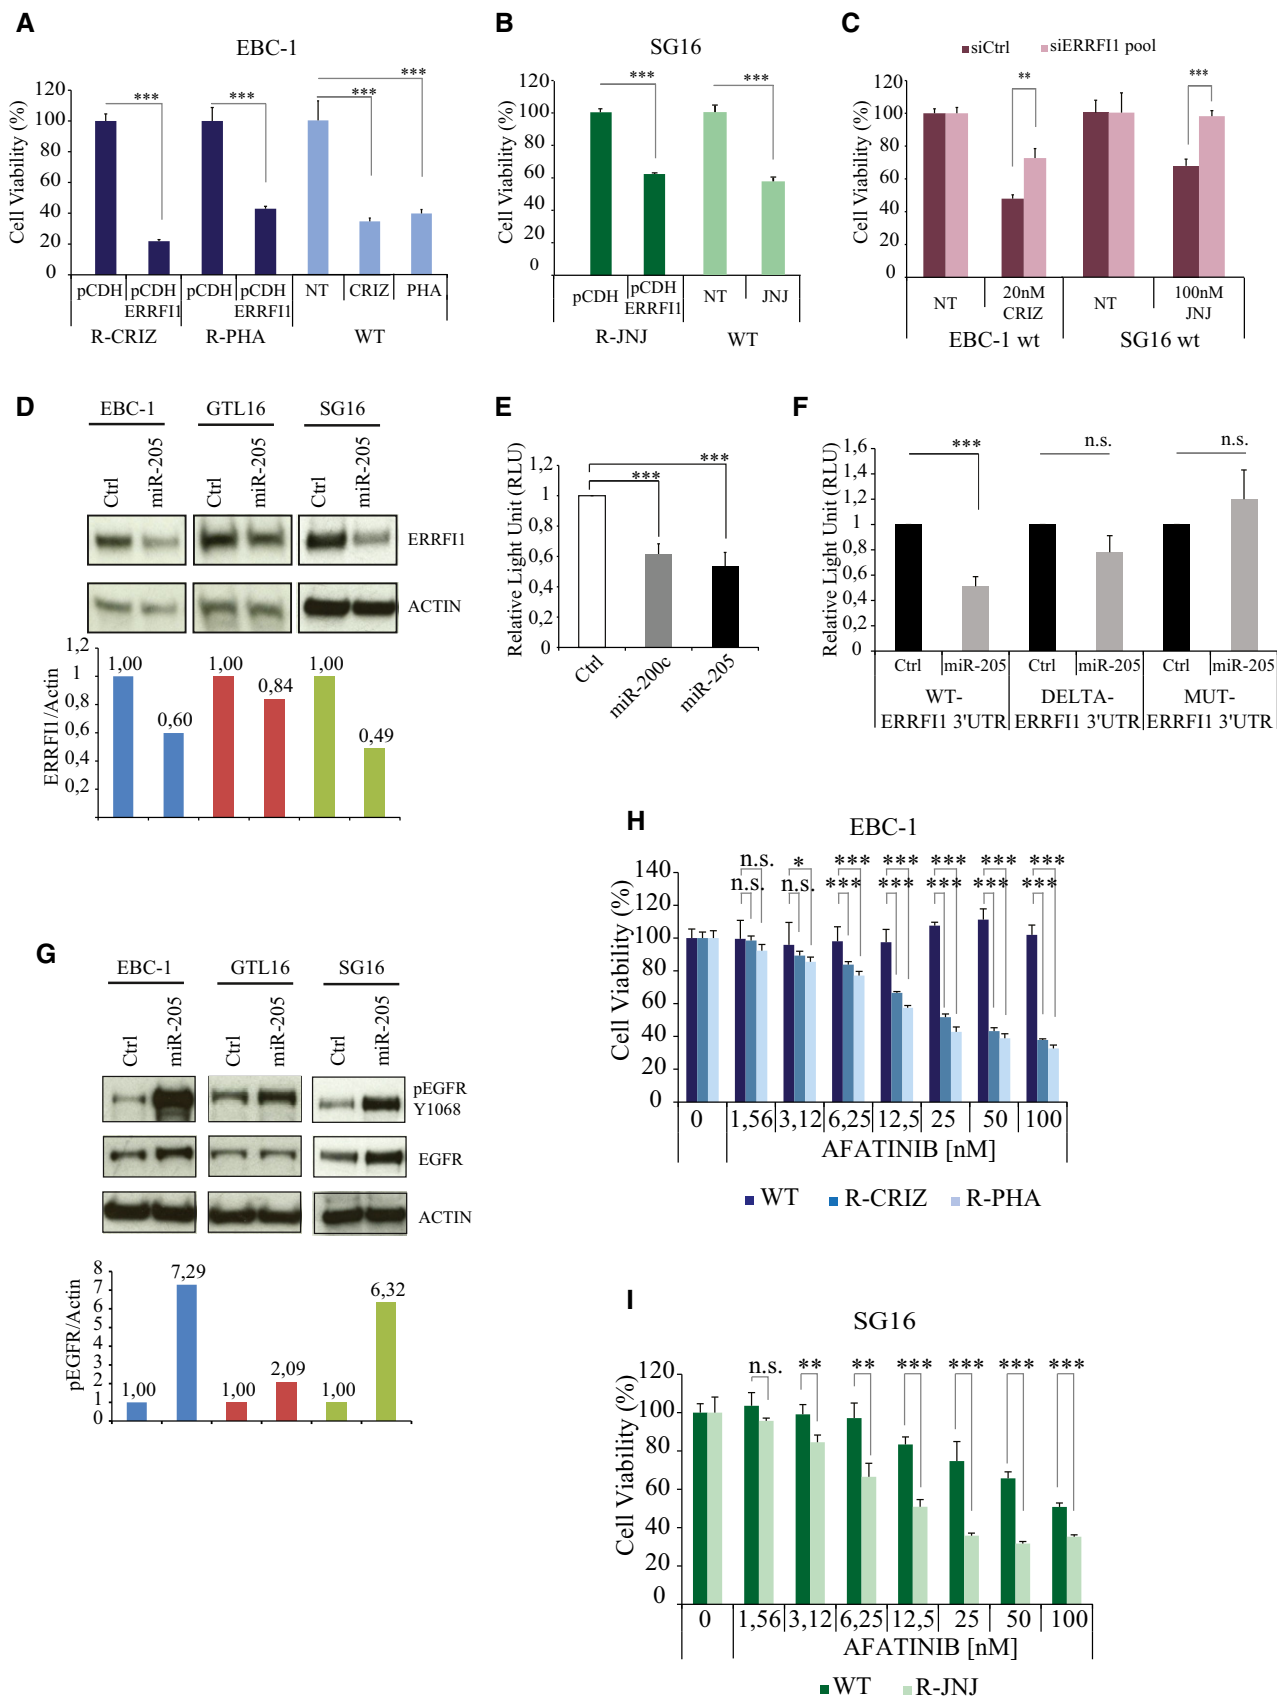 A
EBC-1
Cell Viability (%)
120
100
80
60
40
20
0
***
***
***
***
pCDH
pCDH ERRFI1
pCDH
pCDH ERRFI1
NT
CRIZ
PHA
R-CRIZ
R-PHA
WT
B
SG16
Cell Viability (%)
120
100
80
60
40
20
0
***
***
pCDH
pCDH ERRFI1
NT
JNJ
R-JNJ
WT
C
siCtrl
siERRFI1 pool
Cell Viability (%)
120
100
80
60
40
20
0
**
***
NT
20nM CRIZ
NT
100nM JNJ
EBC-1 wt
SG16 wt
D
EBC-1
GTL16
SG16
Ctrl
miR-205
Ctrl
miR-205
Ctrl
miR-205
ERRFI1
ACTIN
ERRFI1/Actin
1,2
1
0,8
0,6
0,4
0,2
1,00
0,60
1,00
0,84
1,00
0,49
E
Relative Light Unit (RLU)
1,2
1
0,8
0,6
0,4
0,2
0
***
***
Ctrl
miR-200c
miR-205
F
Relative Light Unit (RLU)
1,6
1,4
1,2
1
0,8
0,6
0,4
0,2
0
***
n.s.
n.s.
Ctrl
miR-205
Ctrl
miR-205
Ctrl
miR-205
WT-
ERRFI1 3'UTR
DELTA-
ERRFI1 3'UTR
MUT-
ERRFI1 3'UTR
G
EBC-1
GTL16
SG16
Ctrl
miR-205
Ctrl
miR-205
Ctrl
miR-205
pEGFR
Y1068
EGFR
ACTIN
pEGFR/Actin
8
7
6
5
4
3
2
1
0
1,00
7,29
1,00
2,09
1,00
6,32
H
EBC-1
Cell Viability (%)
140
120
100
80
60
40
20
0
n.s.
*
***
***
***
***
***
n.s.
n.s.
***
***
***
***
***
0
1,56
3,12
6,25
12,5
25
50
100
AFATINIB [nM]
WT
R-CRIZ
R-PHA
I
SG16
Cell Viability (%)
120
100
80
60
40
20
0
n.s.
**
**
***
***
***
***
0
1,56
3,12
6,25
12,5
25
50
100
AFATINIB [nM]
WT
R-JNJ